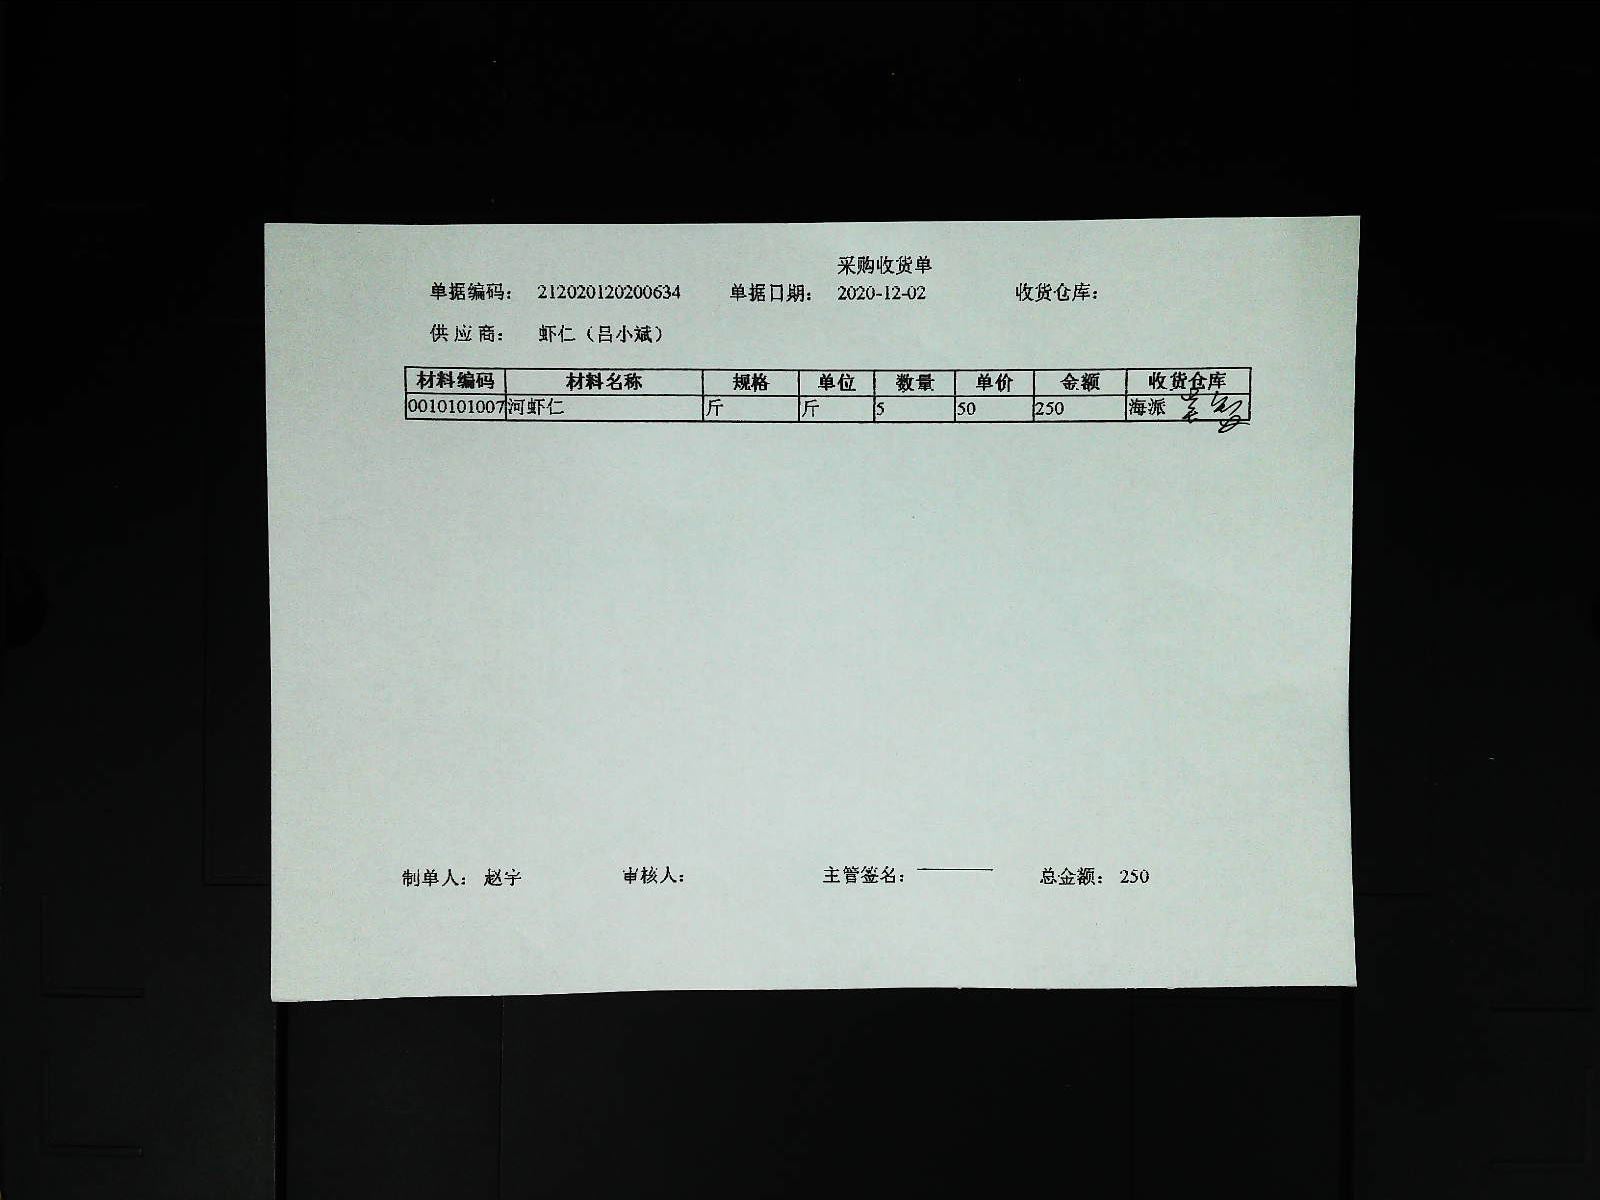 采购收货单
单据编码： 212020120200634 单据日期： 2020-12-02 收货仓库：
供 应 商： 虾仁（吕小斌）
材料编码 材料名称 规格 单位 数量 单价 金额 收货仓库
0010101007 河虾仁 斤 斤 5 50 250 海派
制单人： 赵宇 审核人： 主管签名： 总金额： 250